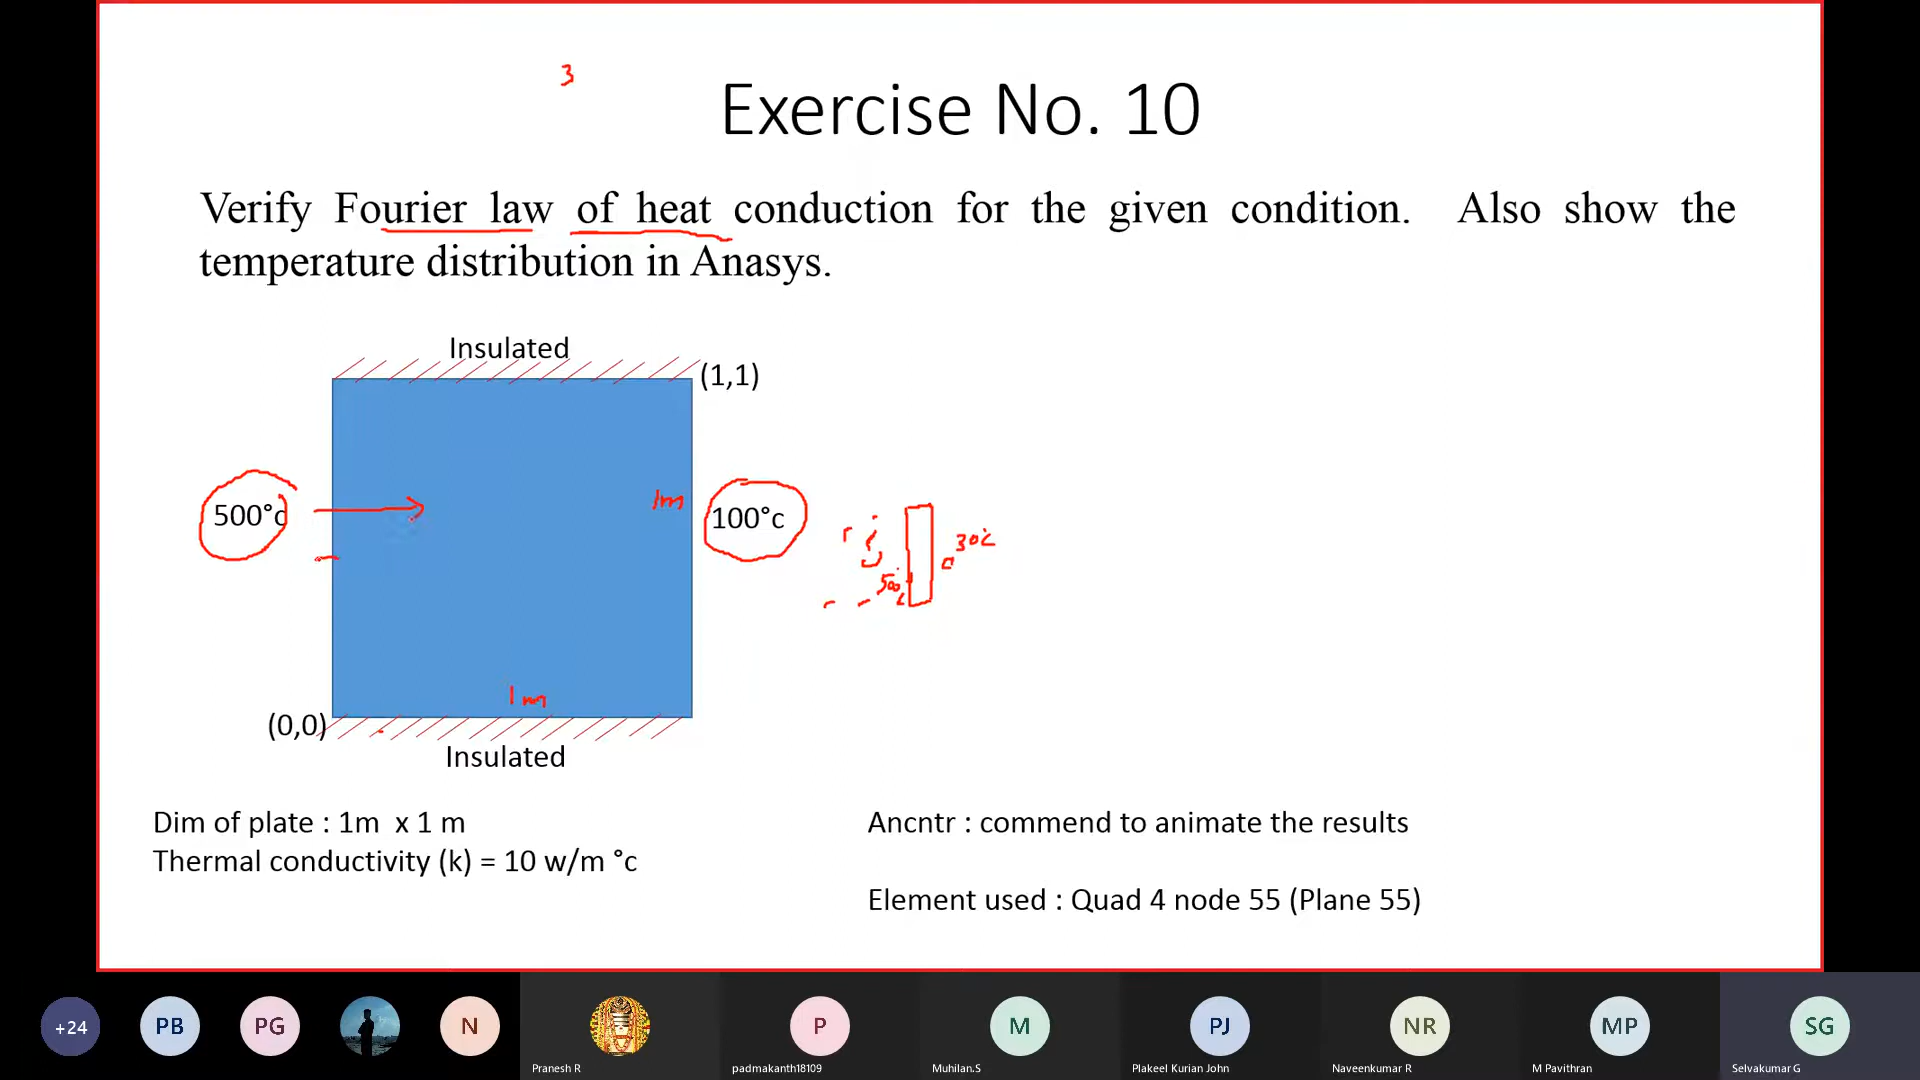 3
Exercise No. 10
Verify Fourier law of heat conduction for the given condition. Also show the
temperature distribution in Anasys.
Insulated
(1,1)
500°c
1m
100°c
30°c
500
1m
(0,0)
Insulated
Dim of plate : 1m x 1 m
Thermal conductivity (k) = 10 w/m °c
Ancntr : commend to animate the results
Element used : Quad 4 node 55 (Plane 55)
+24
PB
PG
N
P
M
PJ
NR
MP
SG
Pranesh R
padmakanth18109
Muhilan.S
Plakeel Kurian John
Naveenkumar R
M Pavithran
Selvakumar G